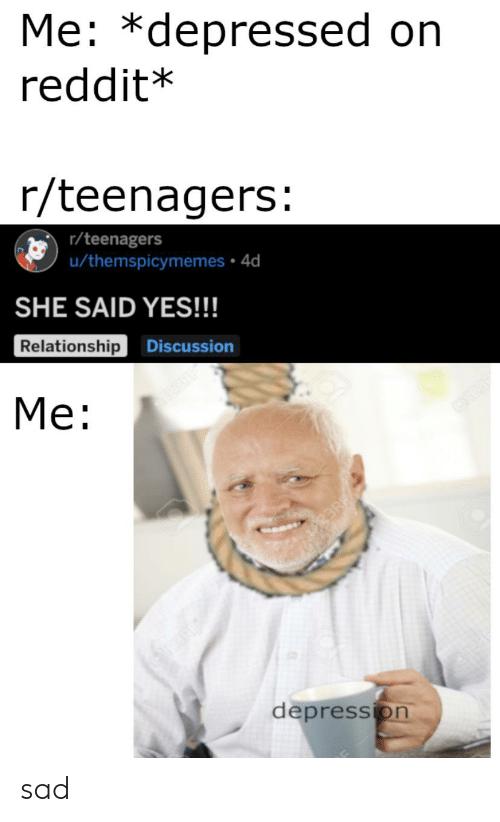 Me: *depressed on
reddit*
r/teenagers:
r/teenagers
u/themspicymemes • 4d
SHE SAID YES!!!
Relationship Discussion
Me:
depression
sad